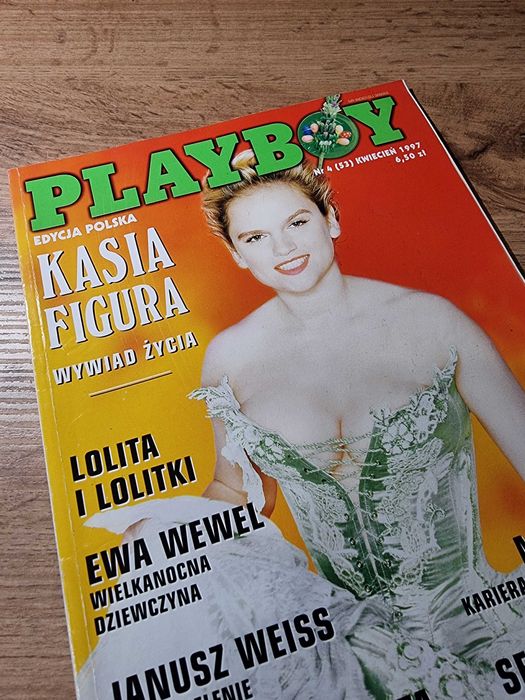 PLAYBOY
Nr 4 (53) KWIECIEŃ 1997
6,50 zł
EDYCJA POLSKA
KASIA
FIGURA
WYWIAD ŻYCIA
LOLITA
I LOLITKI
EWA WEWEL
WIELKANOCNA
DZIEWCZYNA
JANUSZ WEISS
KARIERA